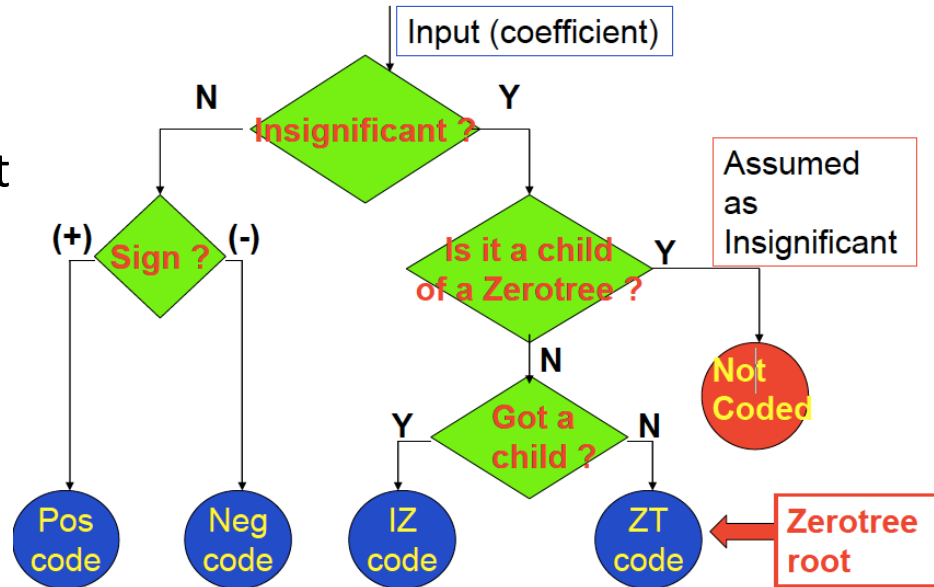 Input (coefficient)
N
Y
Insignificant ?
t
Assumed
as
Insignificant
(+)
Sign ?
(-)
Is it a child
of a Zerotree ?
Y
N
Not
Coded
Y
Got a
child ?
N
Pos
code
Neg
code
IZ
code
ZT
code
Zerotree
root